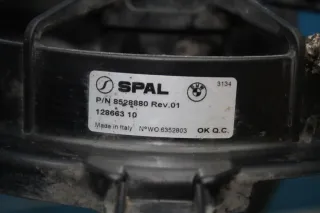 SPAL
3134
P/N 8528880 Rev.01
128663 10
Made in Italy N°WO 6352803 OK Q.C.